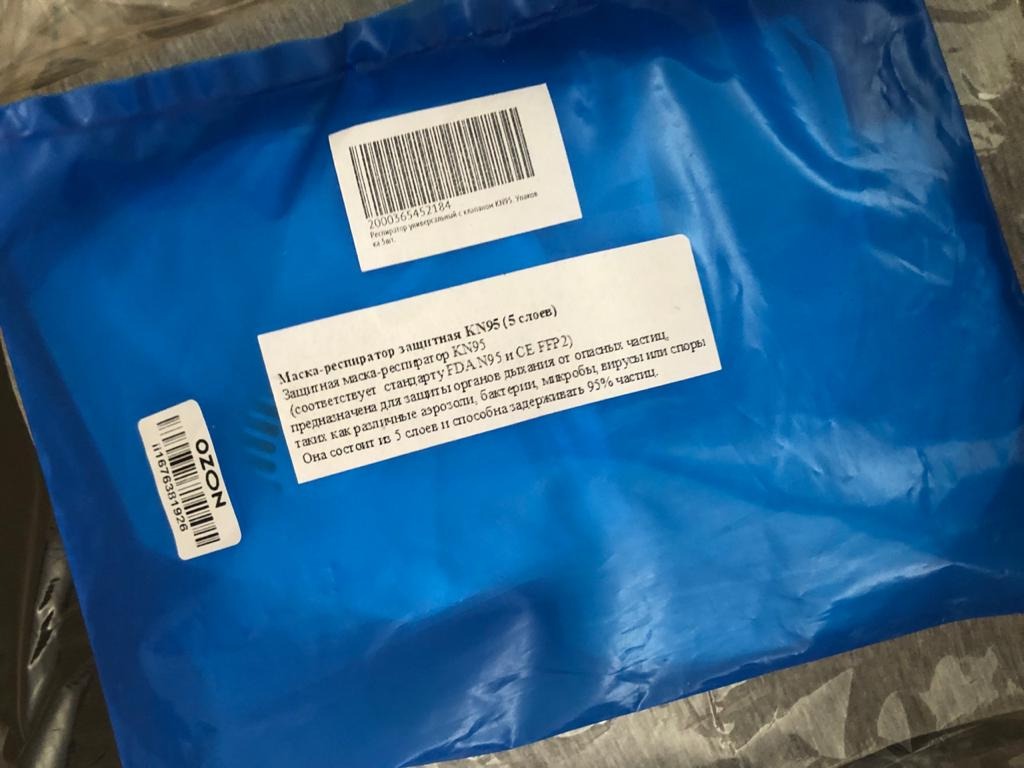 2000365452184
Респиратор универсальный с клапаном KN95. Упаков
ка 5шт.
Маска-респиратор защитная KN95 (5 слоев)
Защитная маска-респиратор KN95
(соответствует стандарту FDA N95 и CE FFP2)
предназначена для защиты органов дыхания от опасных частиц,
таких как различные аэрозоли, бактерии, микробы, вирусы или споры
Она состоит из 5 слоев и способна задерживать 95% частиц.
OZON
ii1676381926